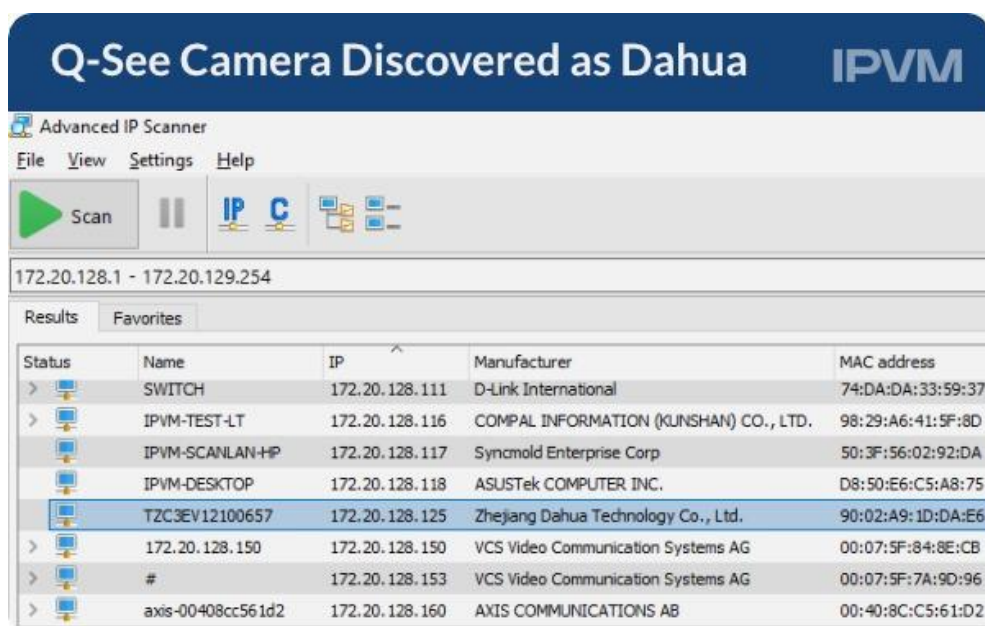 Q-See Camera Discovered as Dahua IPVM
Advanced IP Scanner
File View Settings Help
Scan IP C
172.20.128.1 - 172.20.129.254
Results Favorites
Status Name IP Manufacturer MAC address
SWITCH 172.20.128.111 D-Link International 74:DA:DA:33:59:37
IPVM-TEST-LT 172.20.128.116 COMPAL INFORMATION (KUNSHAN) CO., LTD. 98:29:A6:41:5F:8D
IPVM-SCANLAN-HP 172.20.128.117 Syncmold Enterprise Corp 50:3F:56:02:92:DA
IPVM-DESKTOP 172.20.128.118 ASUSTek COMPUTER INC. D8:50:E6:C5:A8:75
TZC3EV12100657 172.20.128.125 Zhejiang Dahua Technology Co., Ltd. 90:02:A9:1D:DA:E6
172.20.128.150 172.20.128.150 VCS Video Communication Systems AG 00:07:5F:84:8E:CB
# 172.20.128.153 VCS Video Communication Systems AG 00:07:5F:7A:9D:96
axis-00408cc561d2 172.20.128.160 AXIS COMMUNICATIONS AB 00:40:8C:C5:61:D2